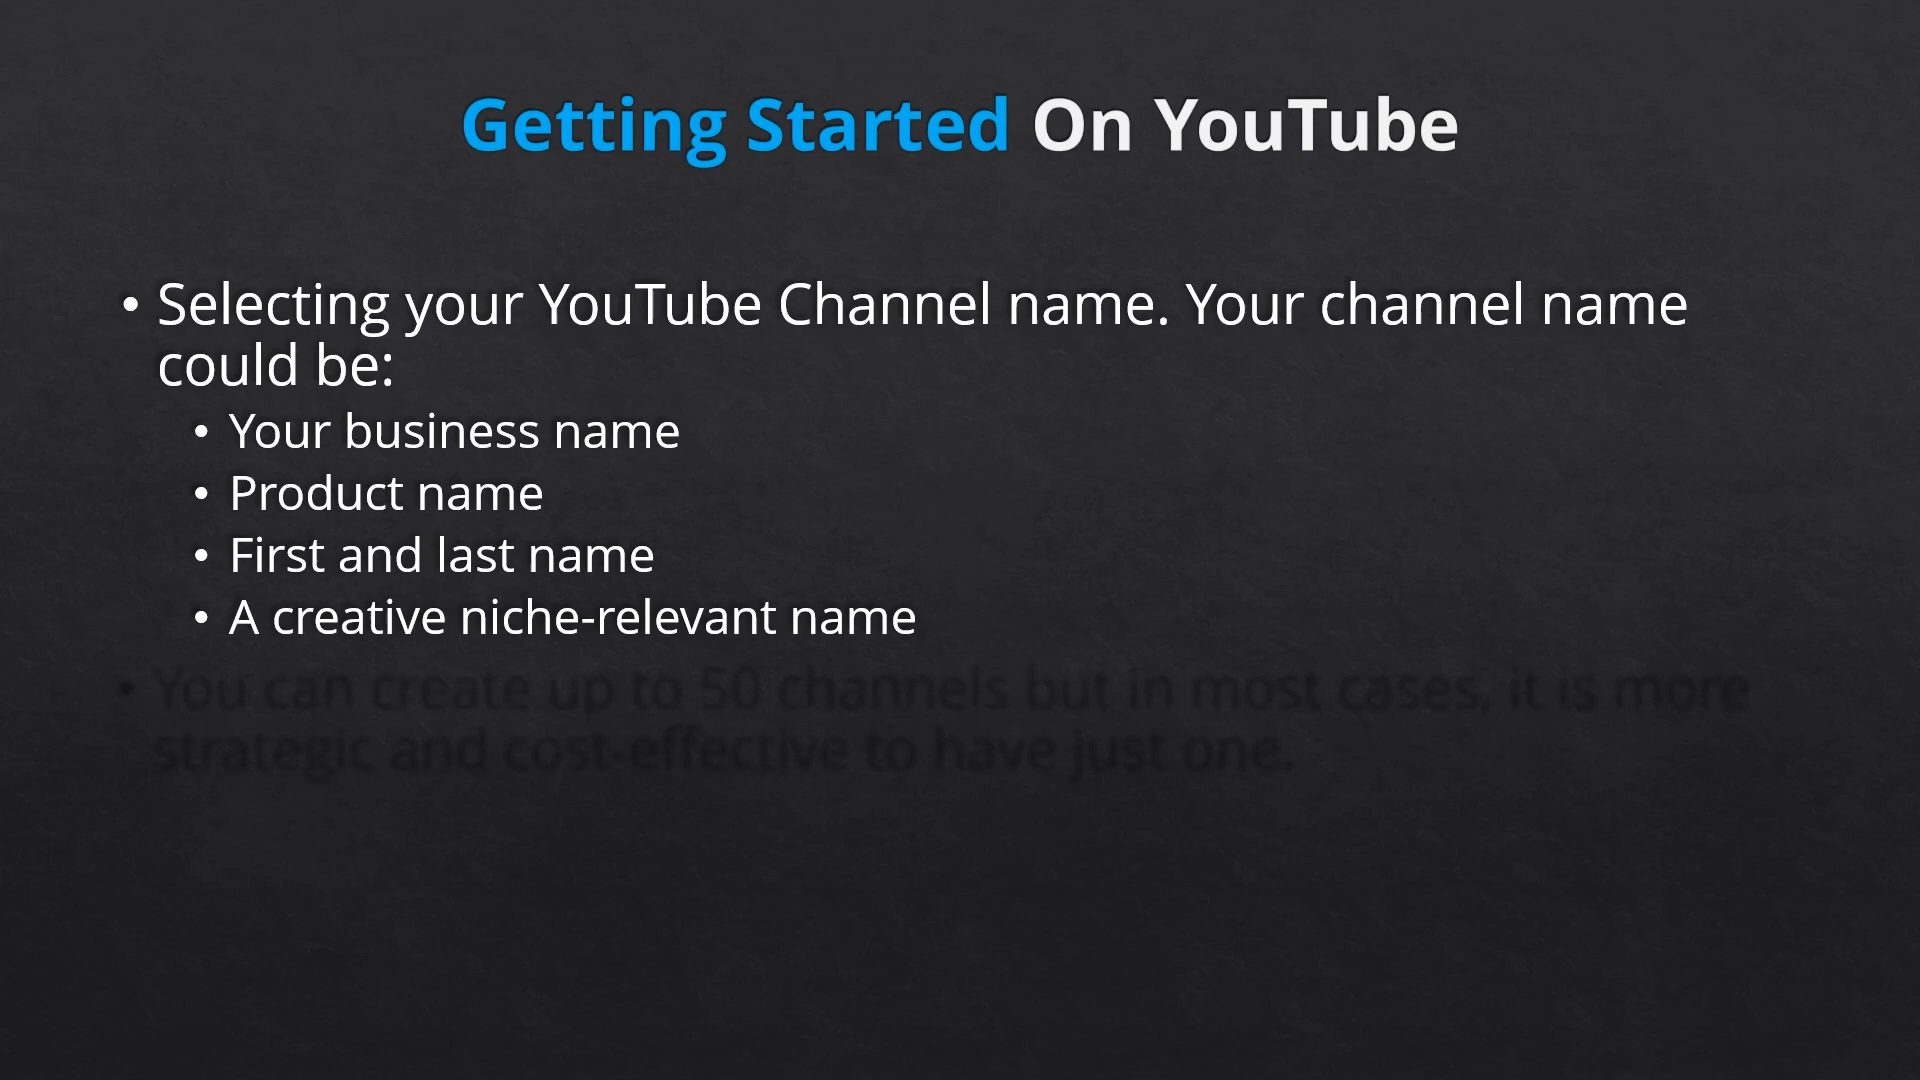 Getting Started On YouTube
• Selecting your YouTube Channel name. Your channel name
could be:
• Your business name
• Product name
• First and last name
• A creative niche-relevant name
• You can create up to 50 channels but in most cases, it is more
strategic and cost-effective to have just one.